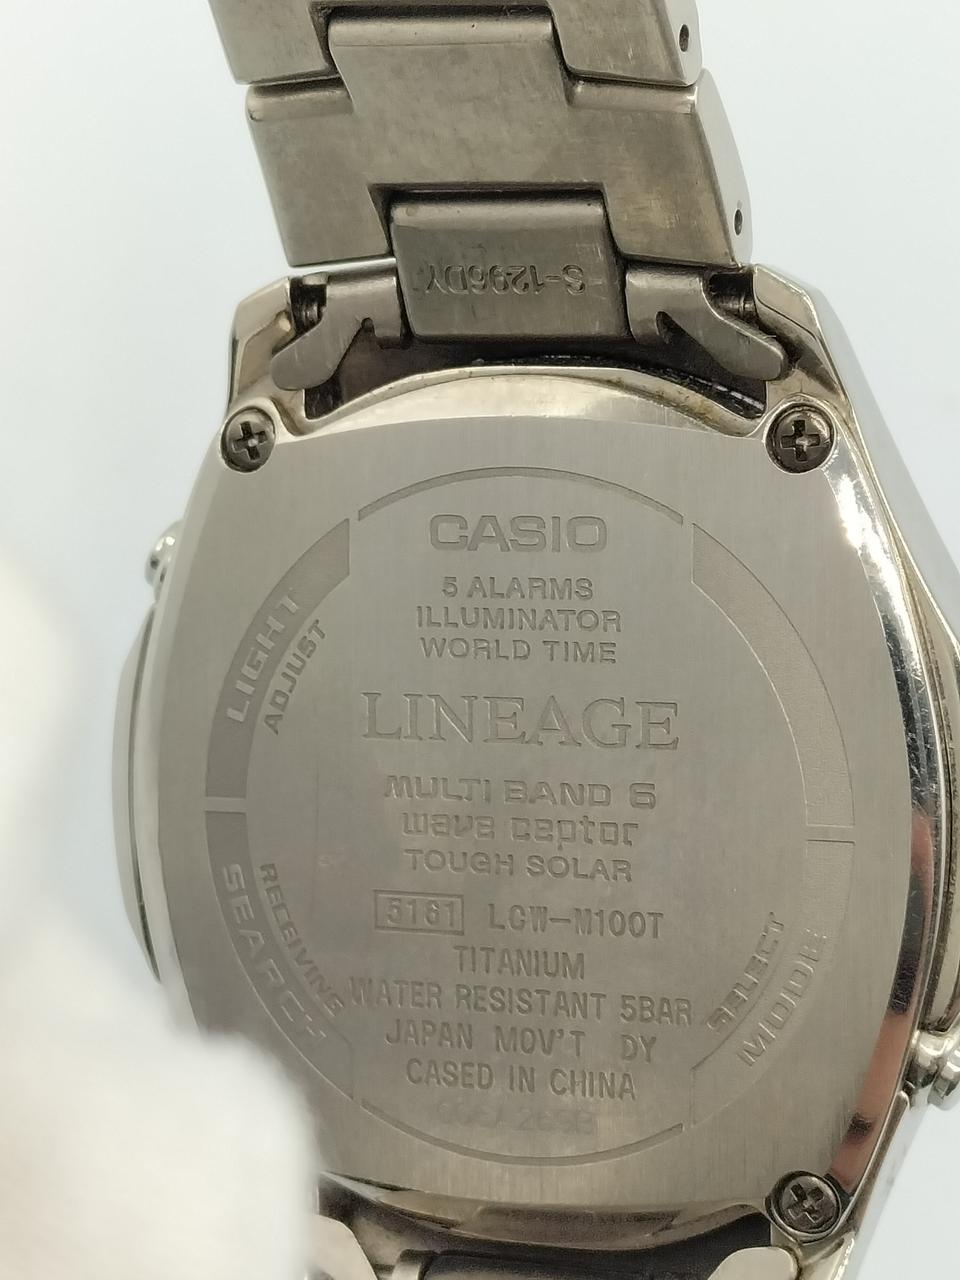 S-1296DY
CASIO
5 ALARMS
ILLUMINATOR
WORLD TIME
LINEAGE
MULTI BAND 6
wave ceptor
TOUGH SOLAR
5161 LCW-M100T
TITANIUM
WATER RESISTANT 5BAR
JAPAN MOV'T DY
CASED IN CHINA
LIGHT
ADJUST
RECEIVING
SEARCH
SELECT
MODE